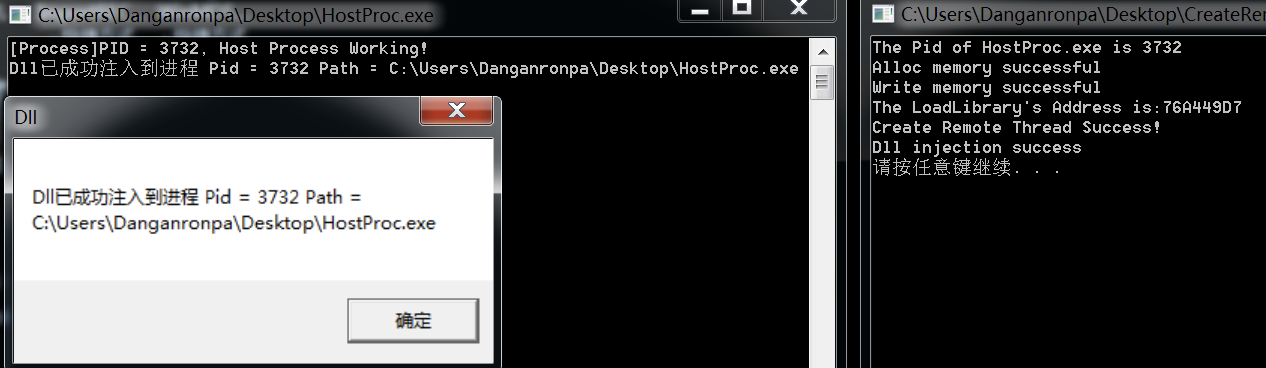 C:\Users\Danganronpa\Desktop\HostProc.exe
[Process]PID = 3732, Host Process Working!
Dll已成功注入到进程 Pid = 3732 Path = C:\Users\Danganronpa\Desktop\HostProc.exe
Dll
Dll已成功注入到进程 Pid = 3732 Path =
C:\Users\Danganronpa\Desktop\HostProc.exe
确定
C:\Users\Danganronpa\Desktop\CreateRem
The Pid of HostProc.exe is 3732
Alloc memory successful
Write memory successful
The LoadLibrary's Address is:76A449D7
Create Remote Thread Success!
Dll injection success
请按任意键继续. . .